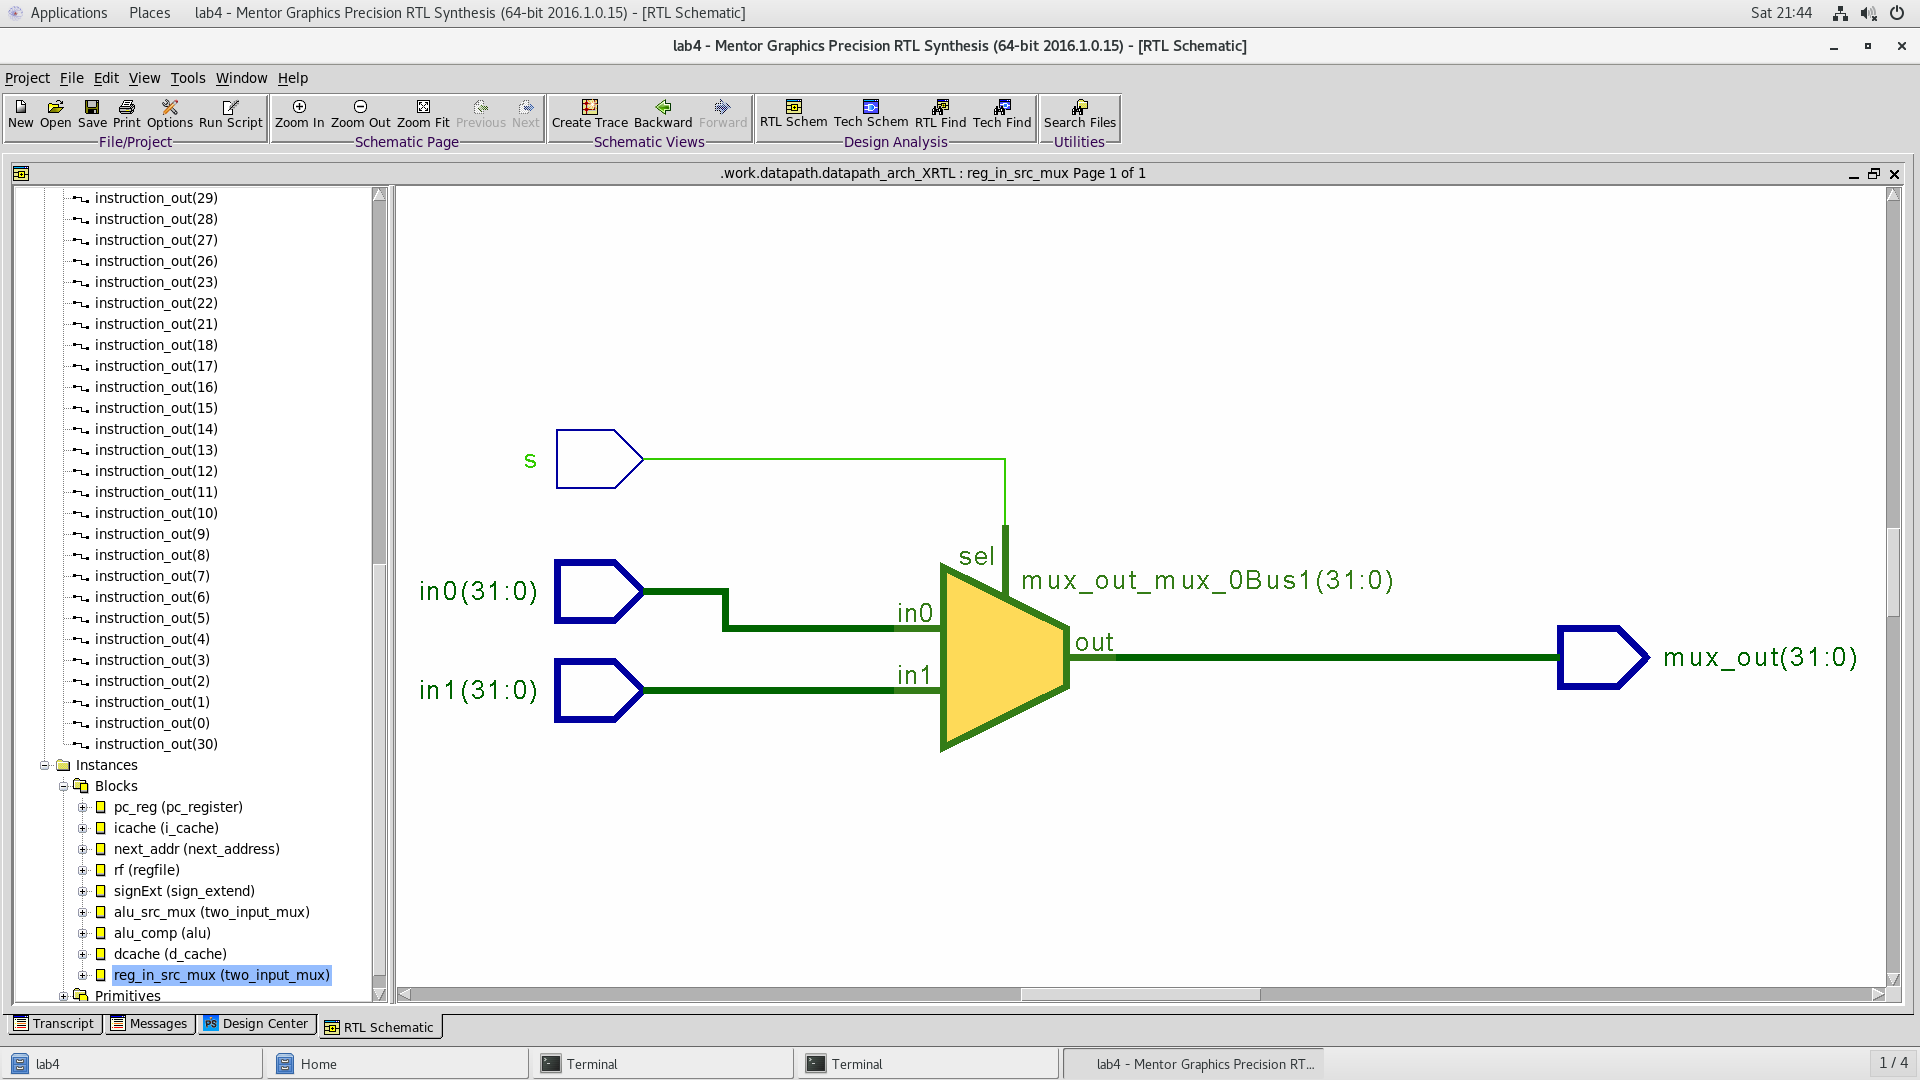 Applications Places lab4 - Mentor Graphics Precision RTL Synthesis (64-bit 2016.1.0.15) - [RTL Schematic] Sat 21:44
lab4 - Mentor Graphics Precision RTL Synthesis (64-bit 2016.1.0.15) - [RTL Schematic]
Project File Edit View Tools Window Help
New Open Save Print Options Run Script Zoom In Zoom Out Zoom Fit Previous Next Create Trace Backward Forward RTL Schem Tech Schem RTL Find Tech Find Search Files
File/Project Schematic Page Schematic Views Design Analysis Utilities
.work.datapath.datapath_arch_XRTL : reg_in_src_mux Page 1 of 1
instruction_out(29)
instruction_out(28)
instruction_out(27)
instruction_out(26)
instruction_out(23)
instruction_out(22)
instruction_out(21)
instruction_out(18)
instruction_out(17)
instruction_out(16)
instruction_out(15)
instruction_out(14)
instruction_out(13)
instruction_out(12)
instruction_out(11)
instruction_out(10)
instruction_out(9)
instruction_out(8)
instruction_out(7)
instruction_out(6)
instruction_out(5)
instruction_out(4)
instruction_out(3)
instruction_out(2)
instruction_out(1)
instruction_out(0)
instruction_out(30)
Instances
Blocks
pc_reg (pc_register)
icache (i_cache)
next_addr (next_address)
rf (regfile)
signExt (sign_extend)
alu_src_mux (two_input_mux)
alu_comp (alu)
dcache (d_cache)
reg_in_src_mux (two_input_mux)
Primitives
s
sel
mux_out_mux_0Bus1(31:0)
in0(31:0)
in0
out
mux_out(31:0)
in1
in1(31:0)
Transcript Messages Design Center RTL Schematic
lab4 Home Terminal Terminal lab4 - Mentor Graphics Precision RT... 1 / 4